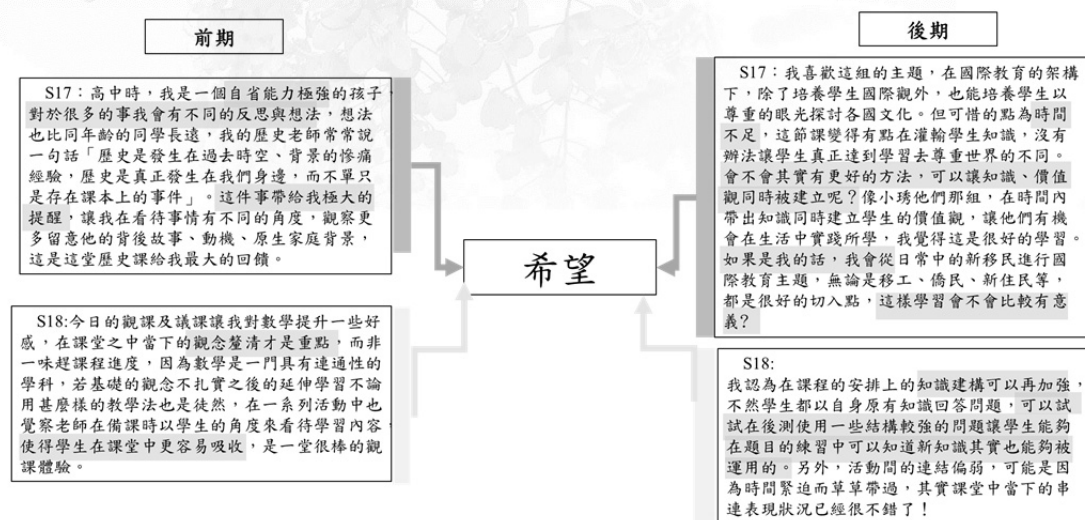 前期
S17：高中時，我是一個自省能力極強的孩子，
對於很多的事我會有不同的反思與想法，想法
也比同年齡的同學長遠，我的歷史老師常常說
一句話「歷史是發生在過去時空、背景的慘痛
經驗，歷史是真正發生在我們身邊，而不單只
是存在課本上的事件」。這件事帶給我極大的
提醒，讓我在看待事情有不同的角度，觀察更
多留意他的背後故事、動機、原生家庭背景，
這是這堂歷史課給我最大的回饋。
S18:今日的觀課及議課讓我對數學提升一些好
感，在課堂之中當下的觀念釐清才是重點，而非
一味趕課程進度，因為數學是一門具有連通性的
學科，若基礎的觀念不扎實之後的延伸學習不論
用甚麼樣的教學法也是徒然，在一系列活動中也
覺察老師在備課時以學生的角度來看待學習內容，
使得學生在課堂中更容易吸收，是一堂很棒的觀
課體驗。
希望
後期
S17：我喜歡這組的主題，在國際教育的架構
下，除了培養學生國際觀外，也能培養學生以
尊重的眼光探討各國文化。但可惜的點為時間
不足，這節課變得有點在灌輸學生知識，沒有
辦法讓學生真正達到學習去尊重世界的不同。
會不會其實有更好的方法，可以讓知識、價值
觀同時被建立呢？像小琇他們那組，在時間內
帶出知識同時建立學生的價值觀，讓他們有機
會在生活中實踐所學，我覺得這是很好的學習。
如果是我的話，我會從日常中的新移民進行國
際教育主題，無論是移工、僑民、新住民等，
都是很好的切入點，這樣學習會不會比較有意
義？
S18:
我認為在課程的安排上的知識建構可以再加強，
不然學生都以自身原有知識回答問題，可以試
試在後測使用一些結構較強的問題讓學生能夠
在題目的練習中可以知道新知識其實也能夠被
運用的。另外，活動間的連結偏弱，可能是因
為時間緊迫而草草帶過，其實課堂中當下的串
連表現狀況已經很不錯了！